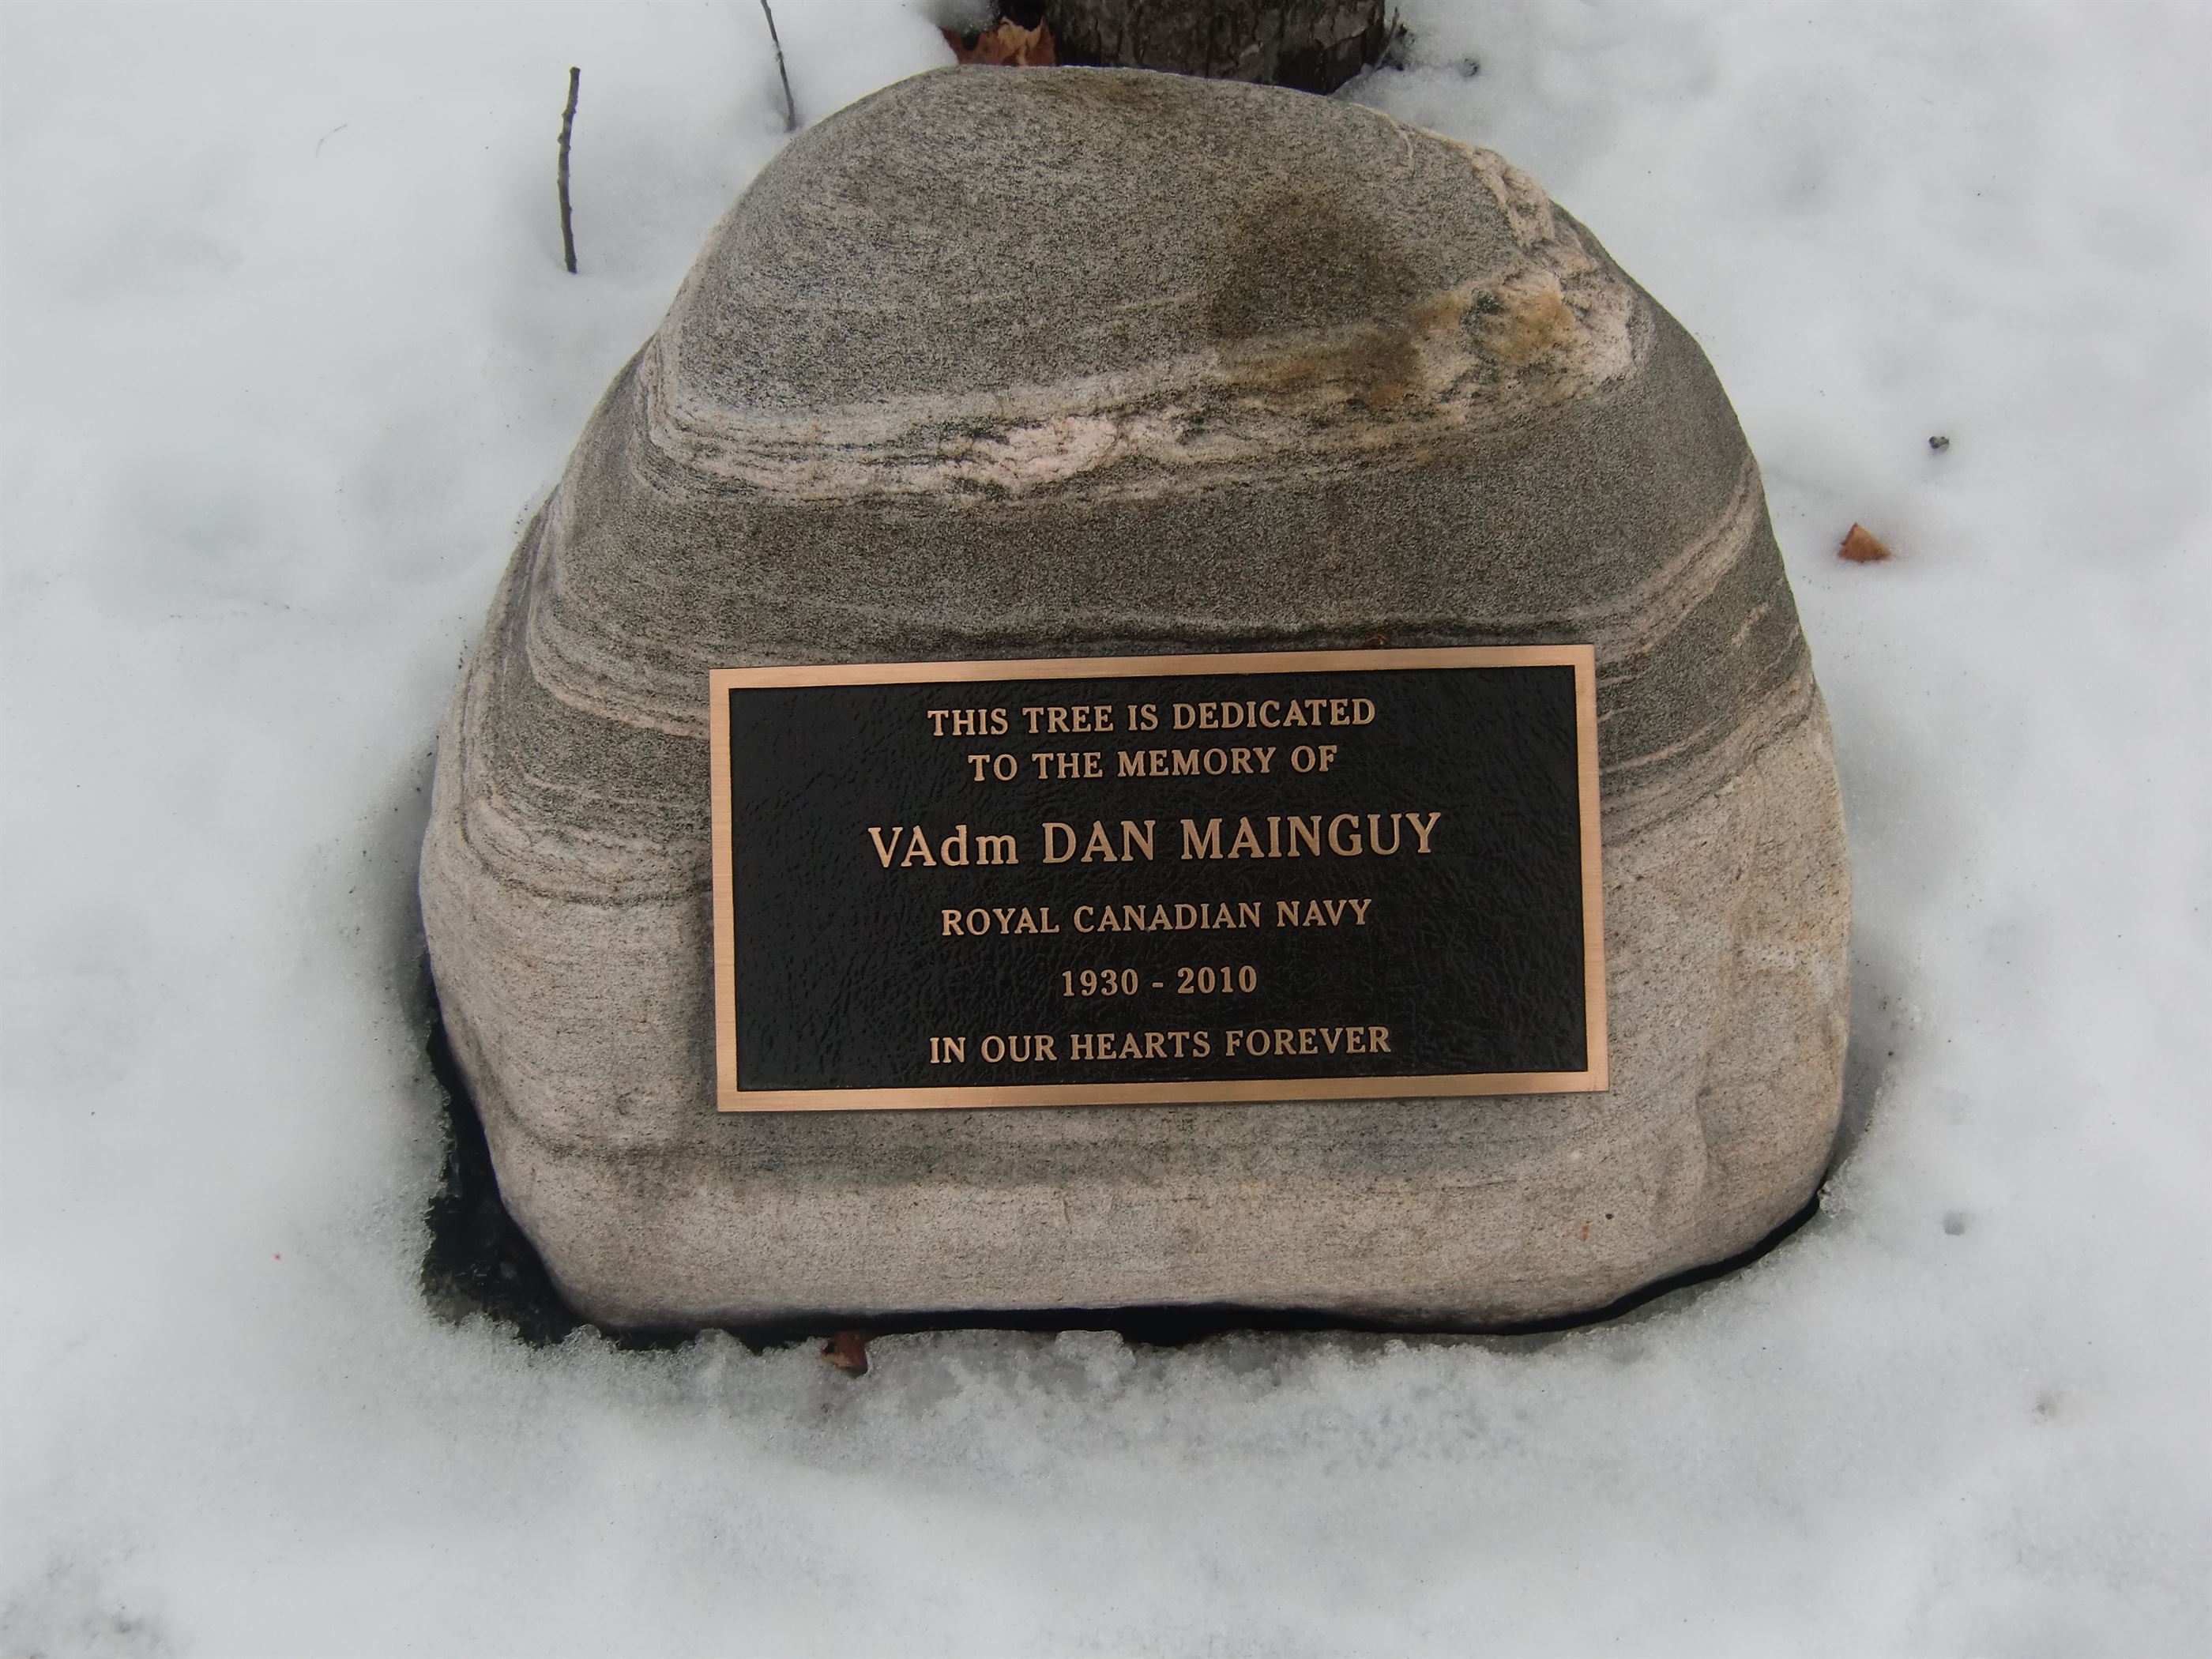 THIS TREE IS DEDICATED
TO THE MEMORY OF
VAdm DAN MAINGUY
ROYAL CANADIAN NAVY
1930 - 2010
IN OUR HEARTS FOREVER